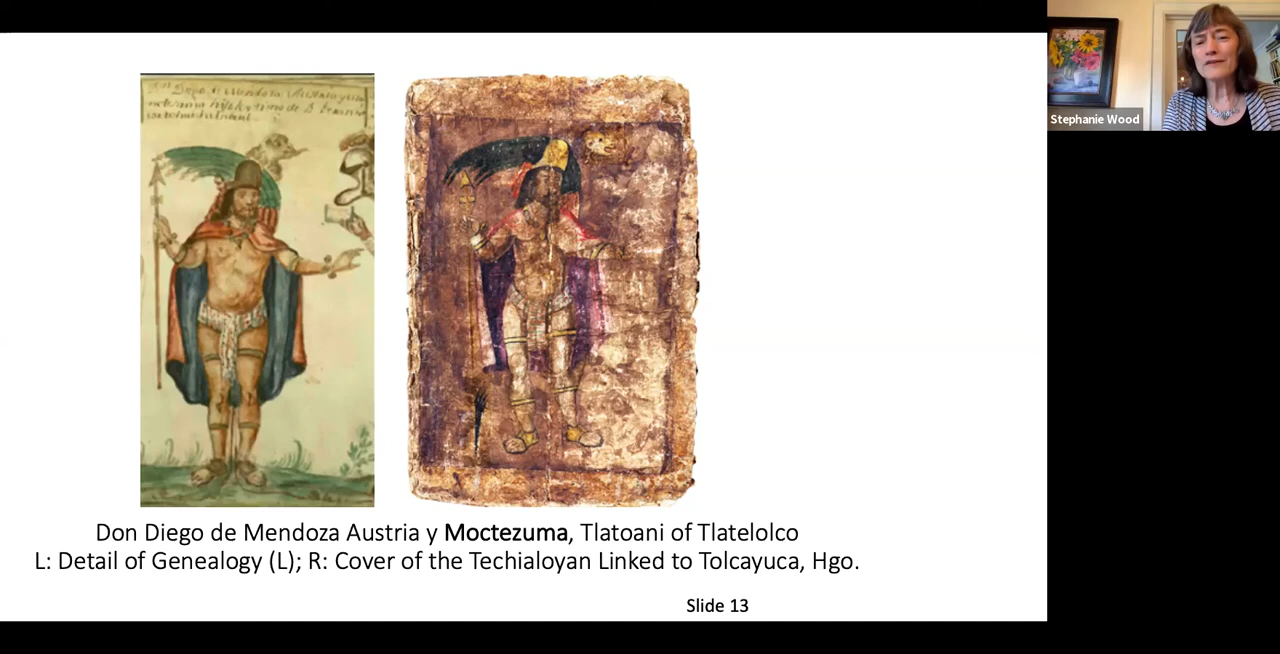 Stephanie Wood
Don Diego de Mendoza Austria y Moctezuma, Tlatoani of Tlatelolco
L: Detail of Genealogy (L); R: Cover of the Techialoyan Linked to Tolcayuca, Hgo.
Slide 13